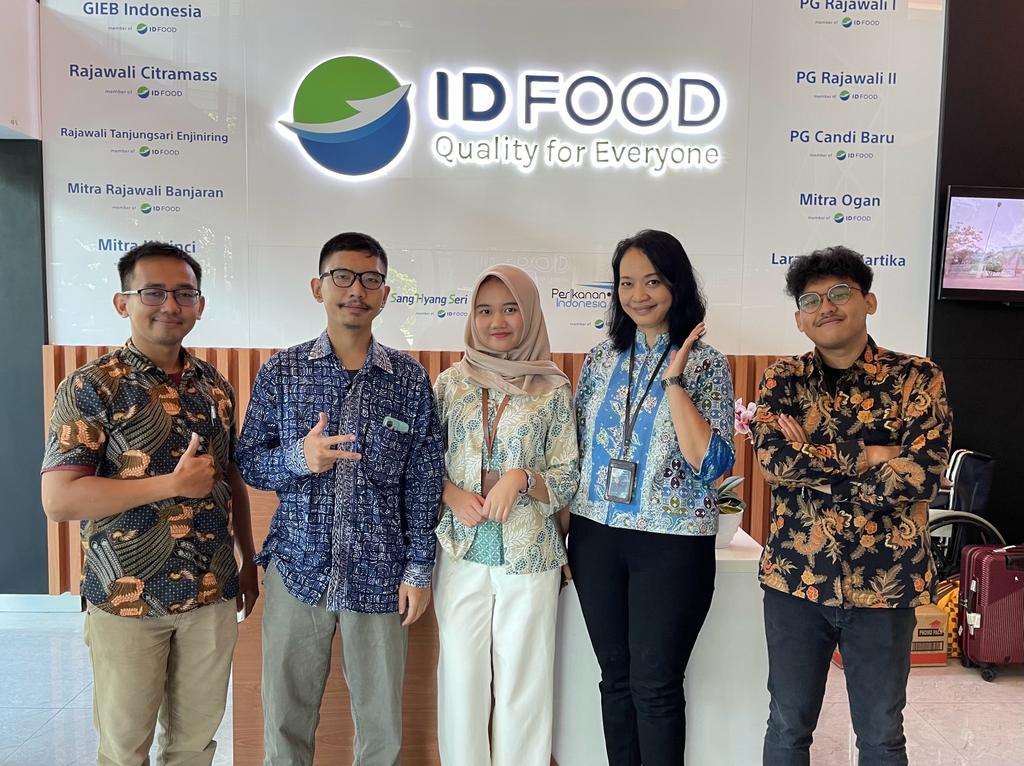 GIEB Indonesia
member of ID FOOD
Rajawali Citramass
member of ID FOOD
Rajawali Tanjungsari Enjiniring
member of ID FOOD
Mitra Rajawali Banjaran
member of ID FOOD
Mitra
ID FOOD
Quality for Everyone
Sang Hyang Seri
member of ID FOOD
Perikanan
Indonesia
member of
PG Rajawali I
member of ID FOOD
PG Rajawali II
member of ID FOOD
PG Candi Baru
member of ID FOOD
Mitra Ogan
member of ID FOOD